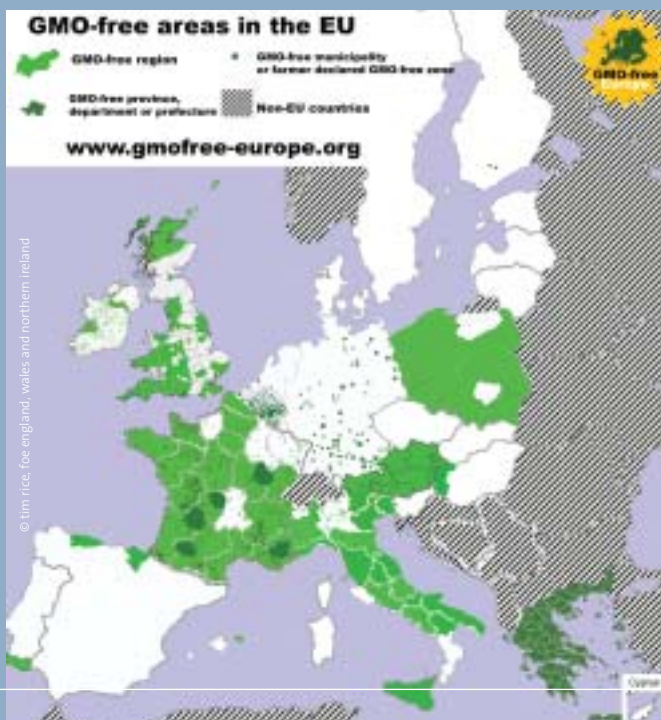 GMO-free areas in the EU
GMO-free region
GMO-free municipality
or former declared GMO-free zone
GMO-free province,
department or prefecture
Non-EU countries
www.gmofree-europe.org
GMO-free
Europe
© tim rice, foe england, wales and northern ireland
Cyprus